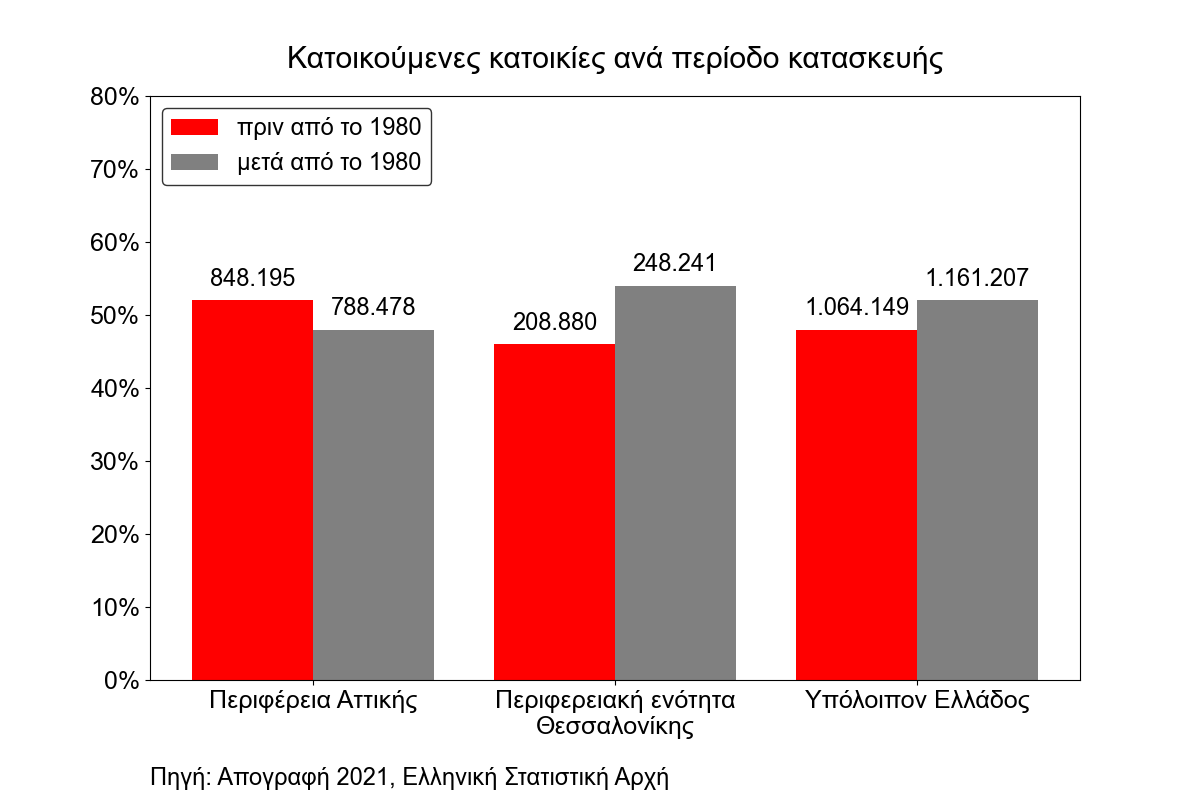 Κατοικούμενες κατοικίες ανά περίοδο κατασκευής
80%
70%
60%
50%
40%
30%
20%
10%
0%
πριν από το 1980
μετά από το 1980
848.195
788.478
208.880
248.241
1.064.149
1.161.207
Περιφέρεια Αττικής
Περιφερειακή ενότητα
Θεσσαλονίκης
Υπόλοιπον Ελλάδος
Πηγή: Απογραφή 2021, Ελληνική Στατιστική Αρχή